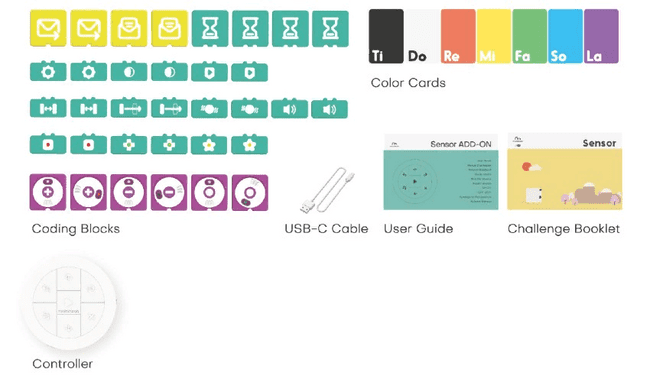 Ti Do Re Mi Fa So La
Color Cards
Sensor ADD-ON
Sensor
Coding Blocks
USB-C Cable
User Guide
Challenge Booklet
Controller